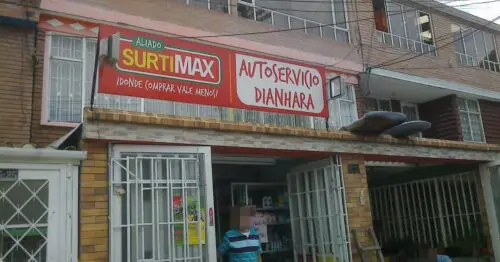 ALIADO
SURTIMAX
¡DONDE COMPRAR VALE MENOS!
AUTOSERVICIO
DIANHARA